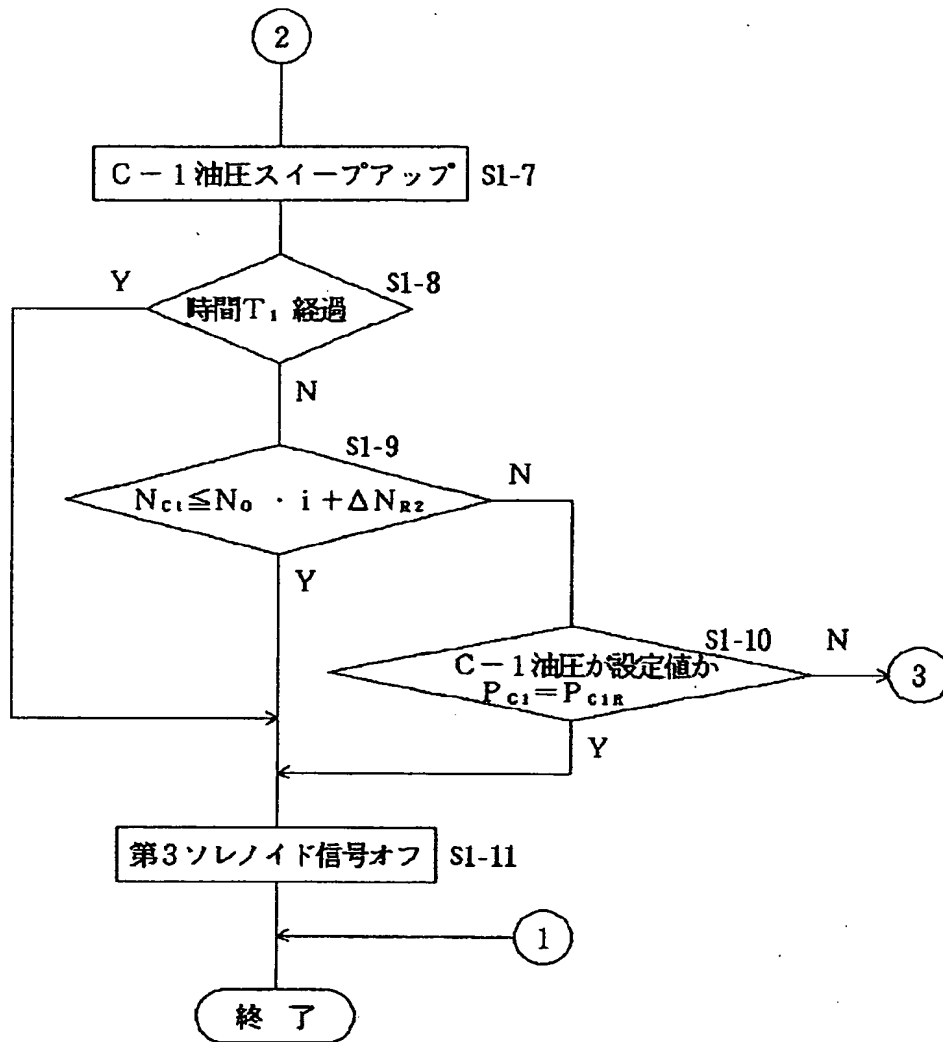 2
C－1油圧スイープアップ S1-7
Y
S1-8
時間T₁ 経過
N
S1-9
N_C1≦N_O・i＋ΔN_R2
N
Y
S1-10
N
C－1油圧が設定値か
P_C1＝P_C1R
3
Y
第3ソレノイド信号オフ S1-11
1
終了